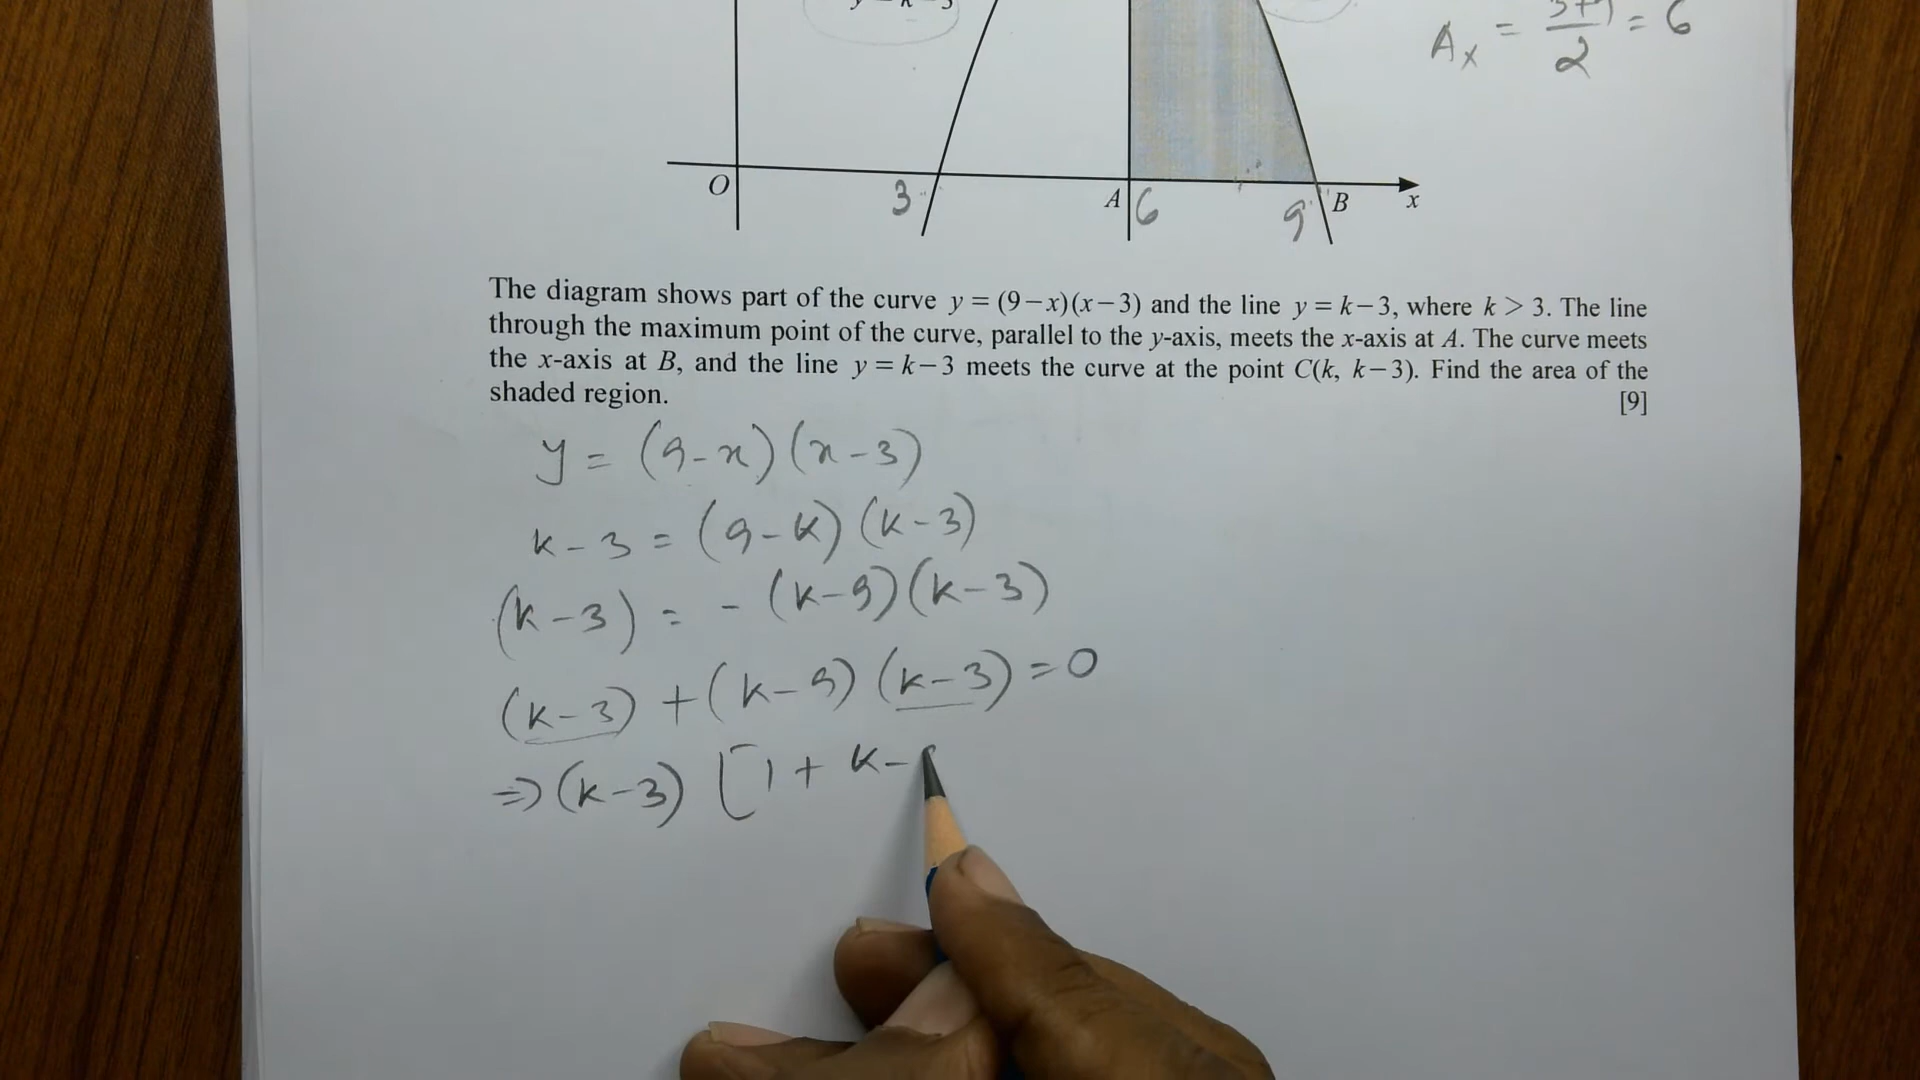 y = k − 3
Ax = 3+9/2 = 6
O 3 A 6 9 B x
The diagram shows part of the curve y = (9−x)(x−3) and the line y = k−3, where k > 3. The line
through the maximum point of the curve, parallel to the y-axis, meets the x-axis at A. The curve meets
the x-axis at B, and the line y = k−3 meets the curve at the point C(k, k−3). Find the area of the
shaded region. [9]
y = (9-x)(x-3)
k-3 = (9-k)(k-3)
(k-3) = -(k-9)(k-3)
(k-3) + (k-9)(k-3) = 0
⇒ (k-3) [1 + k-